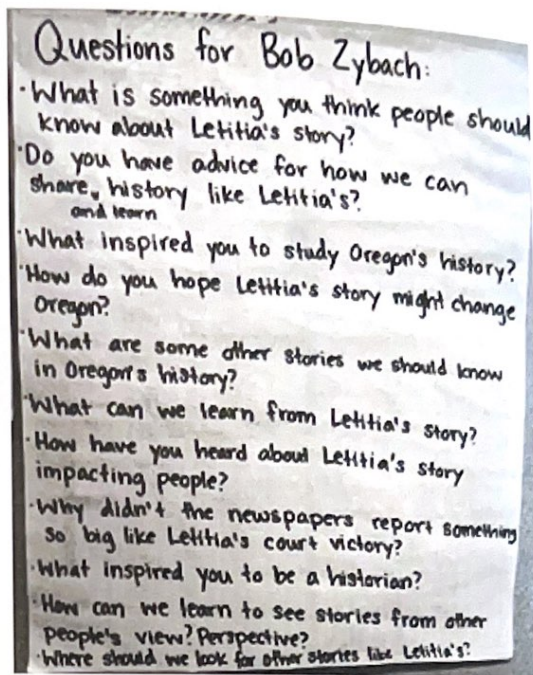 Questions for Bob Zybach:
·What is something you think people should
know about Letitia's story?
·Do you have advice for how we can
share, history like Letitia's?
and learn
·What inspired you to study Oregon's history?
·How do you hope Letitia's story might change
Oregon?
·What are some other stories we should know
in Oregon's history?
·What can we learn from Letitia's story?
·How have you heard about Letitia's story
impacting people?
·Why didn't the newspapers report something
so big like Letitia's court victory?
·What inspired you to be a historian?
·How can we learn to see stories from other
people's view? Perspective?
·Where should we look for other stories like Letitia's?